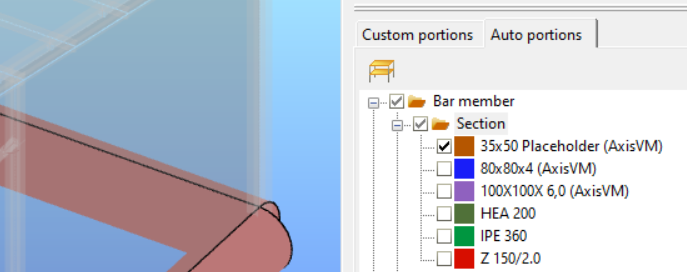 Custom portions Auto portions
Bar member
Section
35x50 Placeholder (AxisVM)
80x80x4 (AxisVM)
100X100X 6,0 (AxisVM)
HEA 200
IPE 360
Z 150/2.0